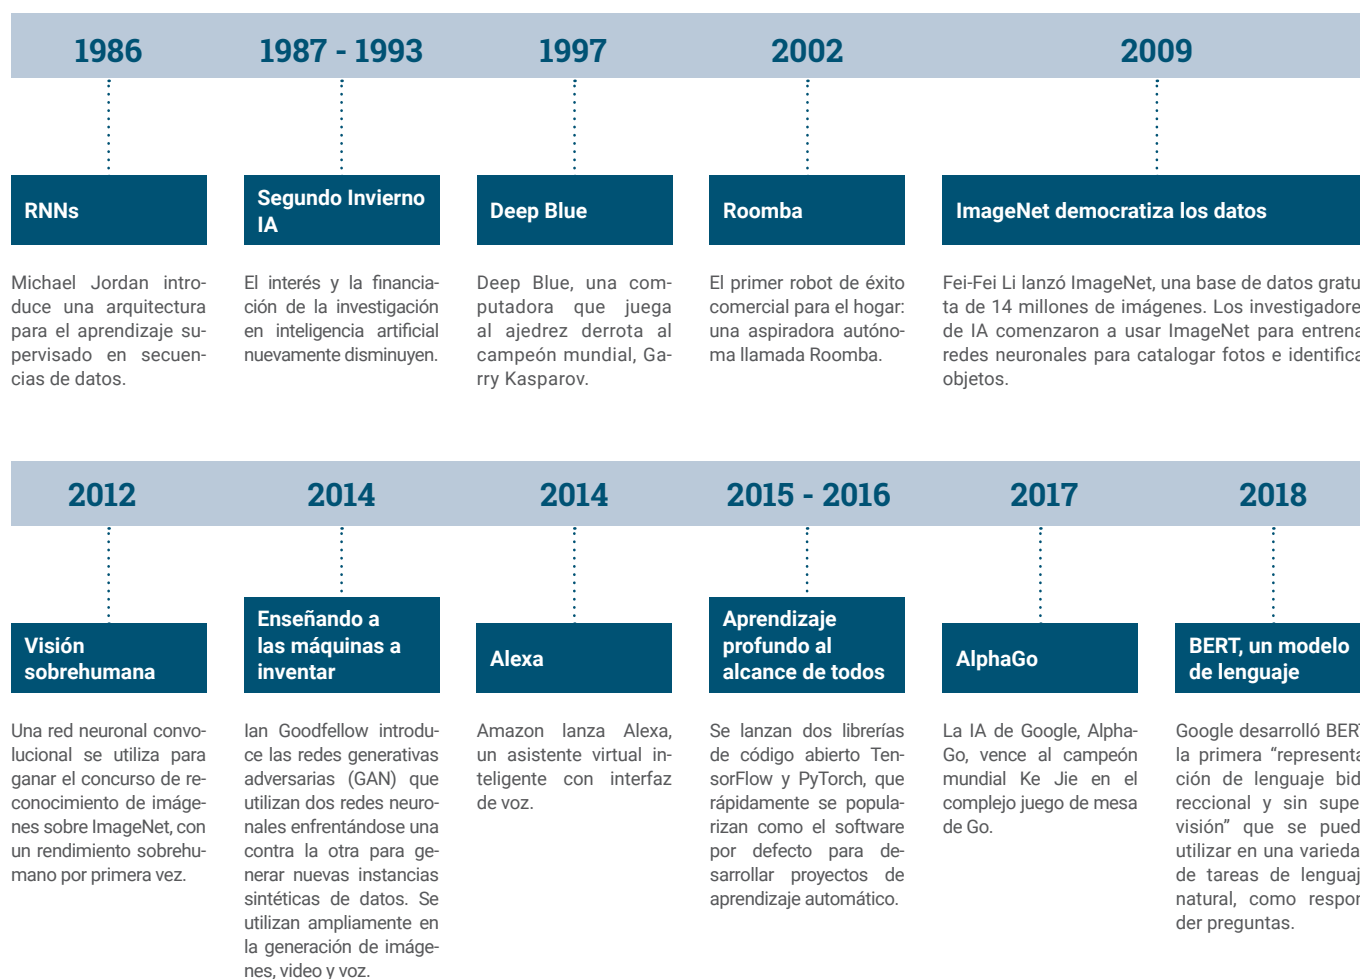 1986
1987 - 1993
1997
2002
2009
RNNs
Segundo Invierno
IA
Deep Blue
Roomba
ImageNet democratiza los datos
Michael Jordan intro-
duce una arquitectura
para el aprendizaje su-
pervisado en secuen-
cias de datos.
El interés y la financia-
ción de la investigación
en inteligencia artificial
nuevamente disminuyen.
Deep Blue, una com-
putadora que juega
al ajedrez derrota al
campeón mundial, Ga-
rry Kasparov.
El primer robot de éxito
comercial para el hogar:
una aspiradora autóno-
ma llamada Roomba.
Fei-Fei Li lanzó ImageNet, una base de datos gratu
ta de 14 millones de imágenes. Los investigadore
de IA comenzaron a usar ImageNet para entrena
redes neuronales para catalogar fotos e identifica
objetos.
2012
2014
2014
2015 - 2016
2017
2018
Visión
sobrehumana
Enseñando a
las máquinas a
inventar
Alexa
Aprendizaje
profundo al
alcance de todos
AlphaGo
BERT, un modelo
de lenguaje
Una red neuronal convo-
lucional se utiliza para
ganar el concurso de re-
conocimiento de imáge-
nes sobre ImageNet, con
un rendimiento sobrehu-
mano por primera vez.
Ian Goodfellow introdu-
ce las redes generativas
adversarias (GAN) que
utilizan dos redes neuro-
nales enfrentándose una
contra la otra para ge-
nerar nuevas instancias
sintéticas de datos. Se
utilizan ampliamente en
la generación de imáge-
nes, video y voz.
Amazon lanza Alexa,
un asistente virtual in-
teligente con interfaz
de voz.
Se lanzan dos librerías
de código abierto Ten-
sorFlow y PyTorch, que
rápidamente se popula-
rizan como el software
por defecto para de-
sarrollar proyectos de
aprendizaje automático.
La IA de Google, Alpha-
Go, vence al campeón
mundial Ke Jie en el
complejo juego de mesa
de Go.
Google desarrolló BERT
la primera “representa
ción de lenguaje bid
reccional y sin super
visión” que se pued
utilizar en una varieda
de tareas de lenguaj
natural, como respon
der preguntas.